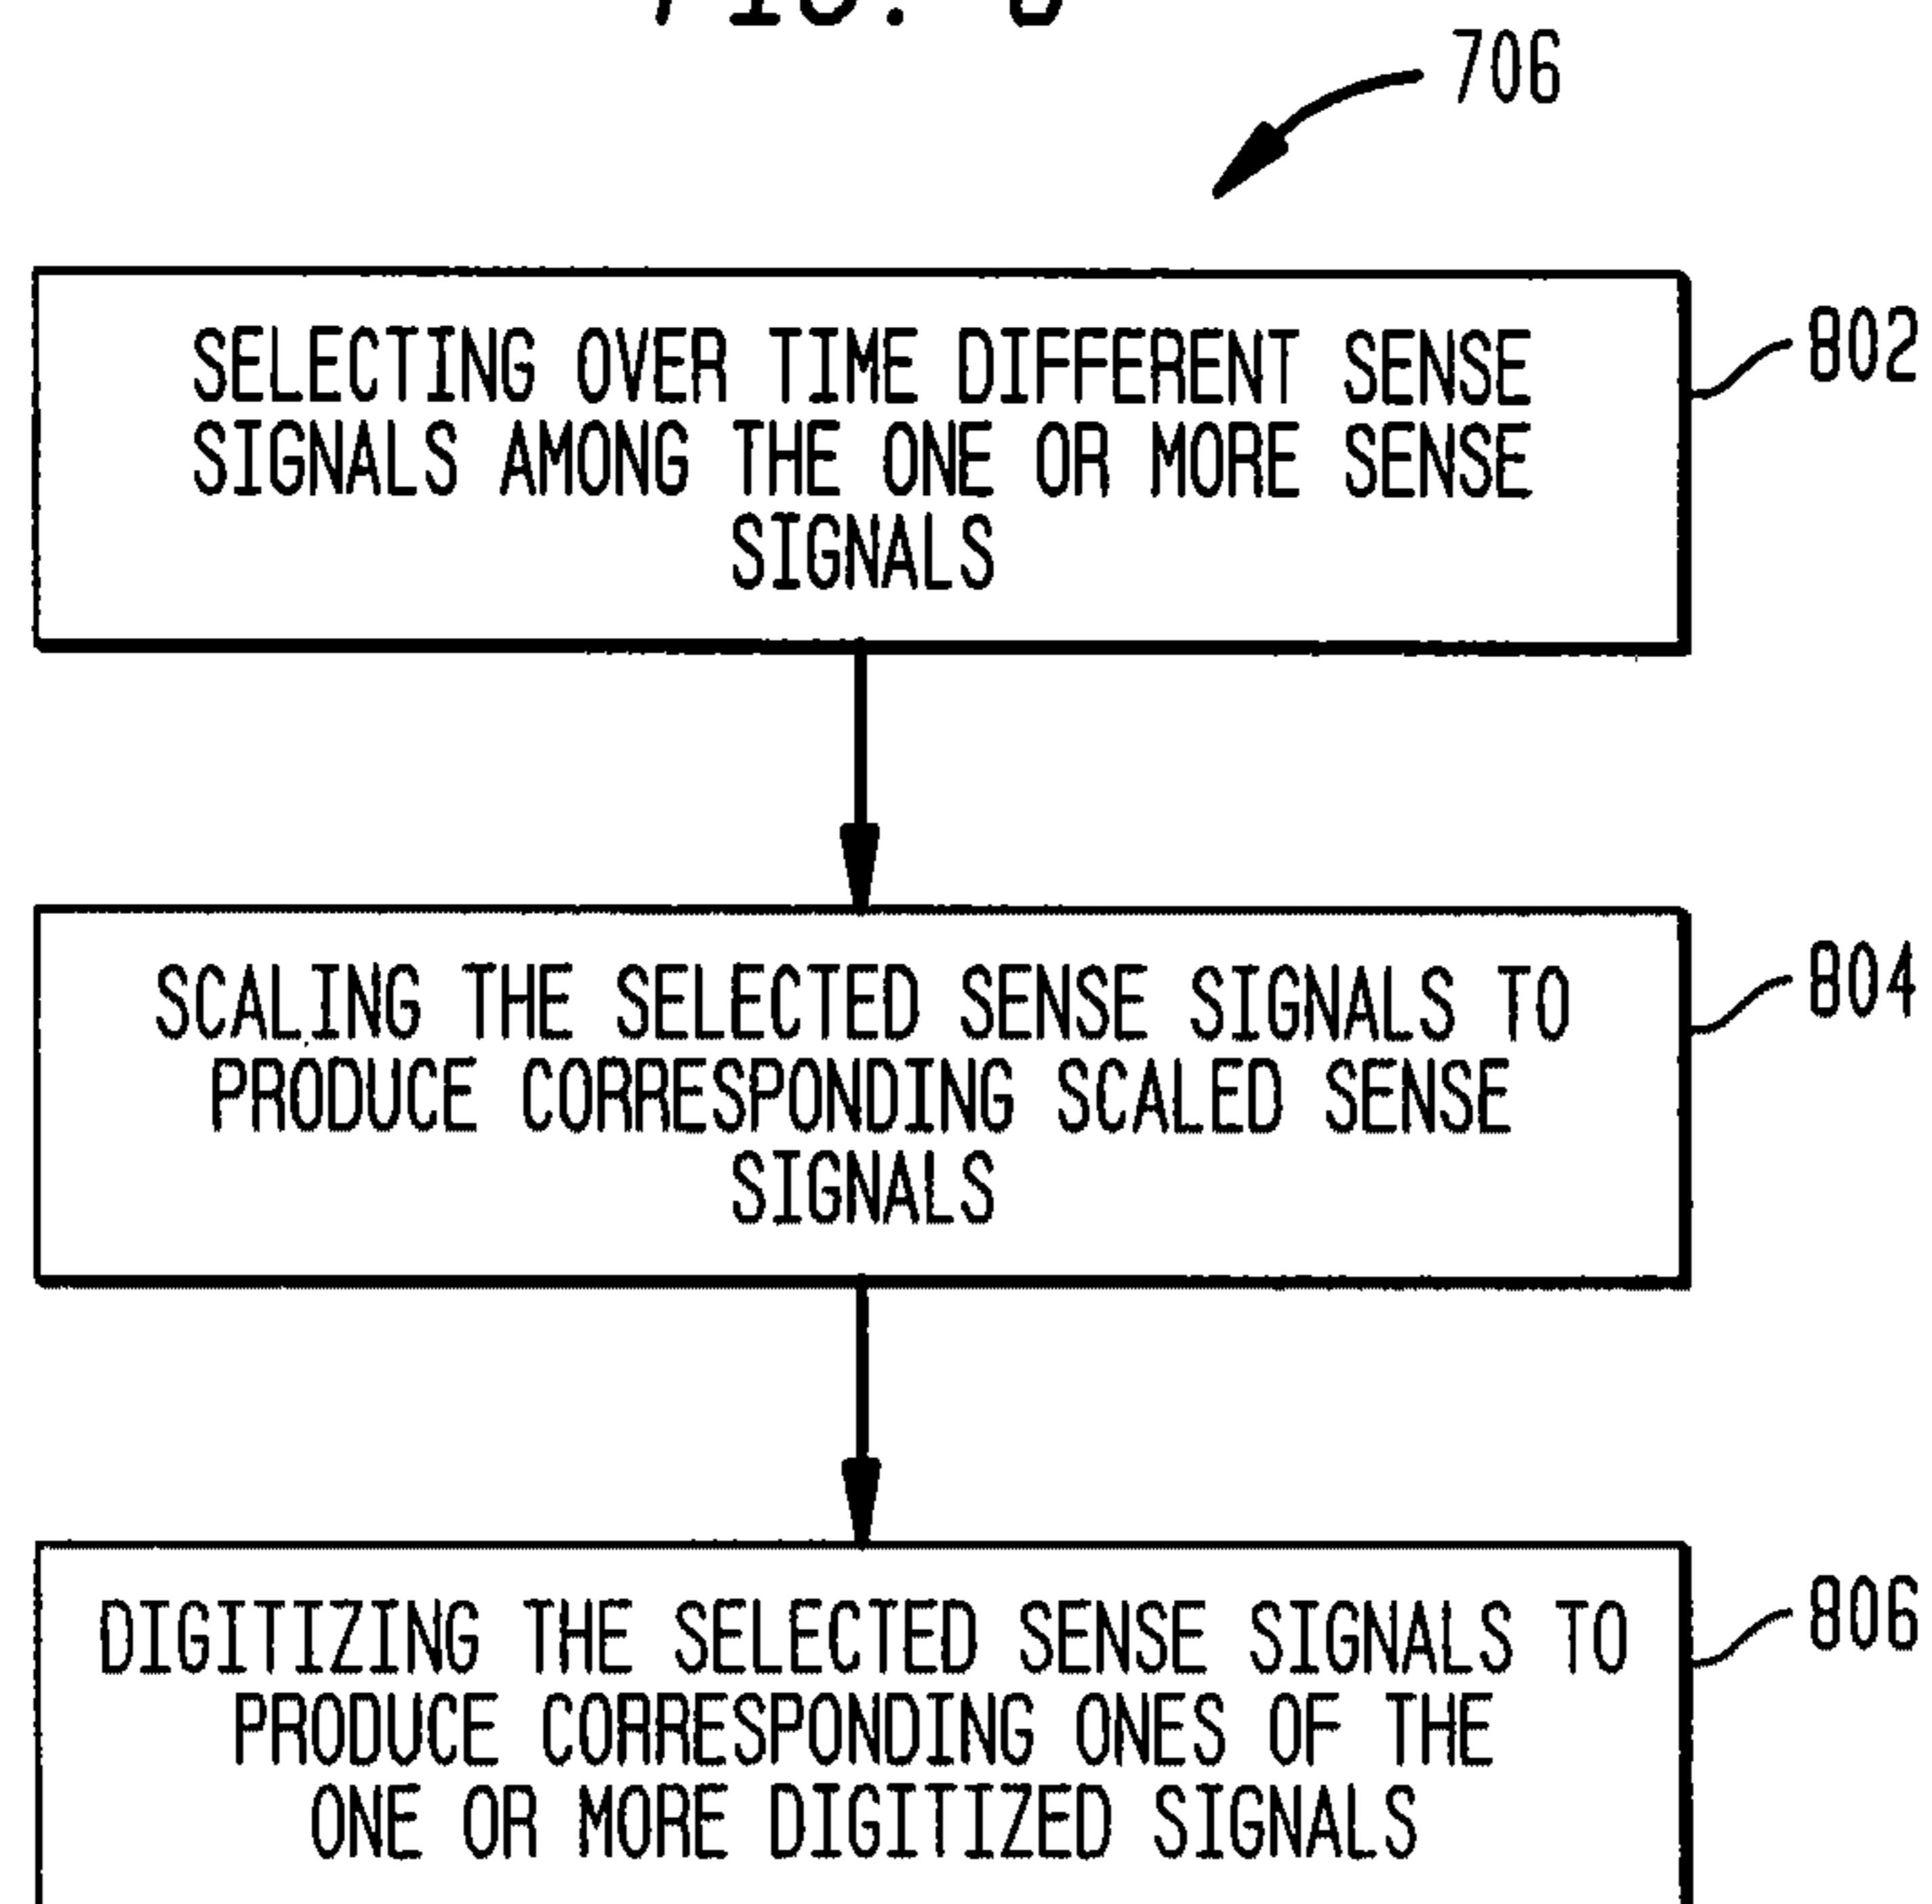 706
SELECTING OVER TIME DIFFERENT SENSE
SIGNALS AMONG THE ONE OR MORE SENSE
SIGNALS
802
SCALING THE SELECTED SENSE SIGNALS TO
PRODUCE CORRESPONDING SCALED SENSE
SIGNALS
804
DIGITIZING THE SELECTED SENSE SIGNALS TO
PRODUCE CORRESPONDING ONES OF THE
ONE OR MORE DIGITIZED SIGNALS
806